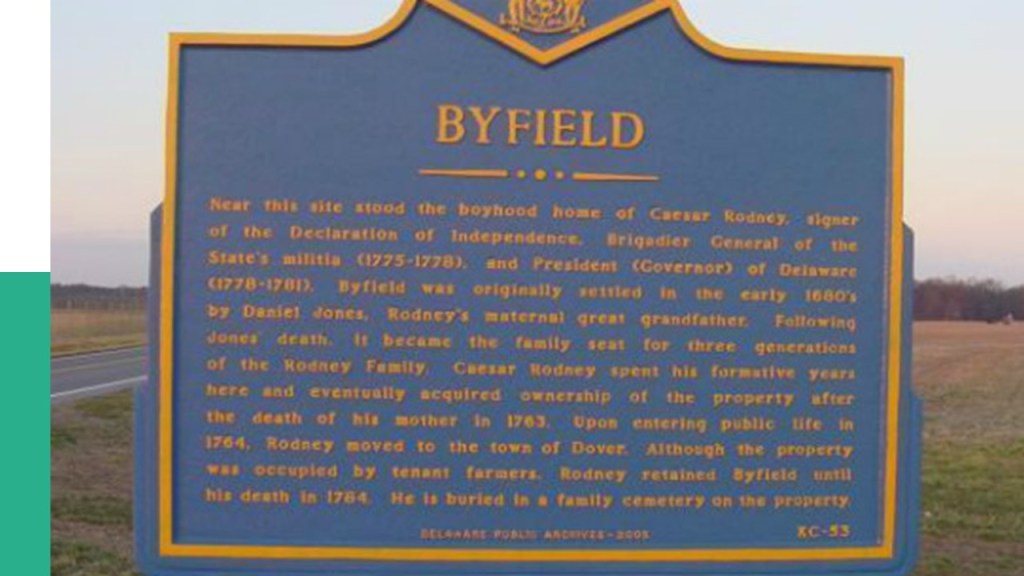 BYFIELD
Near this site stood the boyhood home of Caesar Rodney, signer
of the Declaration of Independence, Brigadier General of the
State's militia (1775-1778), and President (Governor) of Delaware
(1778-1781). Byfield was originally settled in the early 1680's
by Daniel Jones, Rodney's maternal great grandfather. Following
Jones' death, it became the family seat for three generations
of the Rodney Family. Caesar Rodney spent his formative years
here and eventually acquired ownership of the property after
the death of his mother in 1763. Upon entering public life in
1764, Rodney moved to the town of Dover. Although the property
was occupied by tenant farmers, Rodney retained Byfield until
his death in 1784. He is buried in a family cemetery on the property.
DELAWARE PUBLIC ARCHIVES - 2005
KC-53